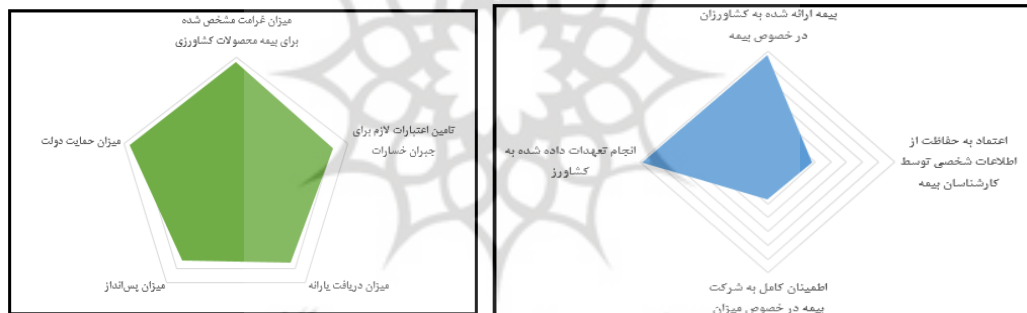 میزان غرامت مشخص شده
برای بیمه محصولات کشاورزی
تامین اعتبارات لازم برای
جبران خسارات
میزان دریافت یارانه
میزان پس‌انداز
میزان حمایت دولت
بیمه ارائه شده به کشاورزان
در خصوص بیمه
اعتماد به حفاظت از
اطلاعات شخصی توسط
کارشناسان بیمه
اطمینان کامل به شرکت
بیمه در خصوص میزان
انجام تعهدات داده شده به
کشاورز